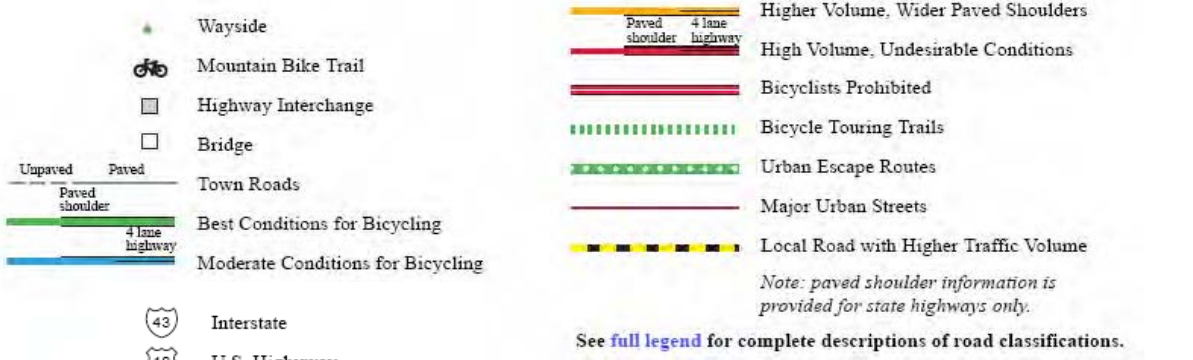 Wayside
Mountain Bike Trail
Highway Interchange
Bridge
Unpaved Paved
Town Roads
Paved
shoulder
Best Conditions for Bicycling
4 lane
highway
Moderate Conditions for Bicycling
43
Interstate
U.S. Highway
Higher Volume, Wider Paved Shoulders
Paved 4 lane
shoulder highway
High Volume, Undesirable Conditions
Bicyclists Prohibited
Bicycle Touring Trails
Urban Escape Routes
Major Urban Streets
Local Road with Higher Traffic Volume
Note: paved shoulder information is
provided for state highways only.
See full legend for complete descriptions of road classifications.